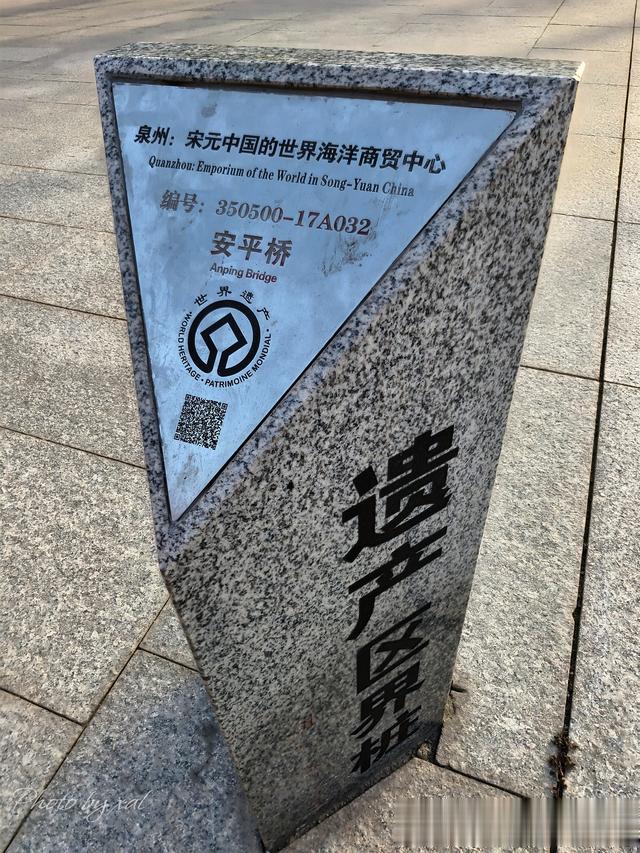 泉州：宋元中国的世界海洋商贸中心
Quanzhou: Emporium of the World in Song-Yuan China
编号：350500-17A032
安平桥
Anping Bridge
世界遗产
WORLD HERITAGE · PATRIMOINE MONDIAL
遗产区界桩
Photo by xal